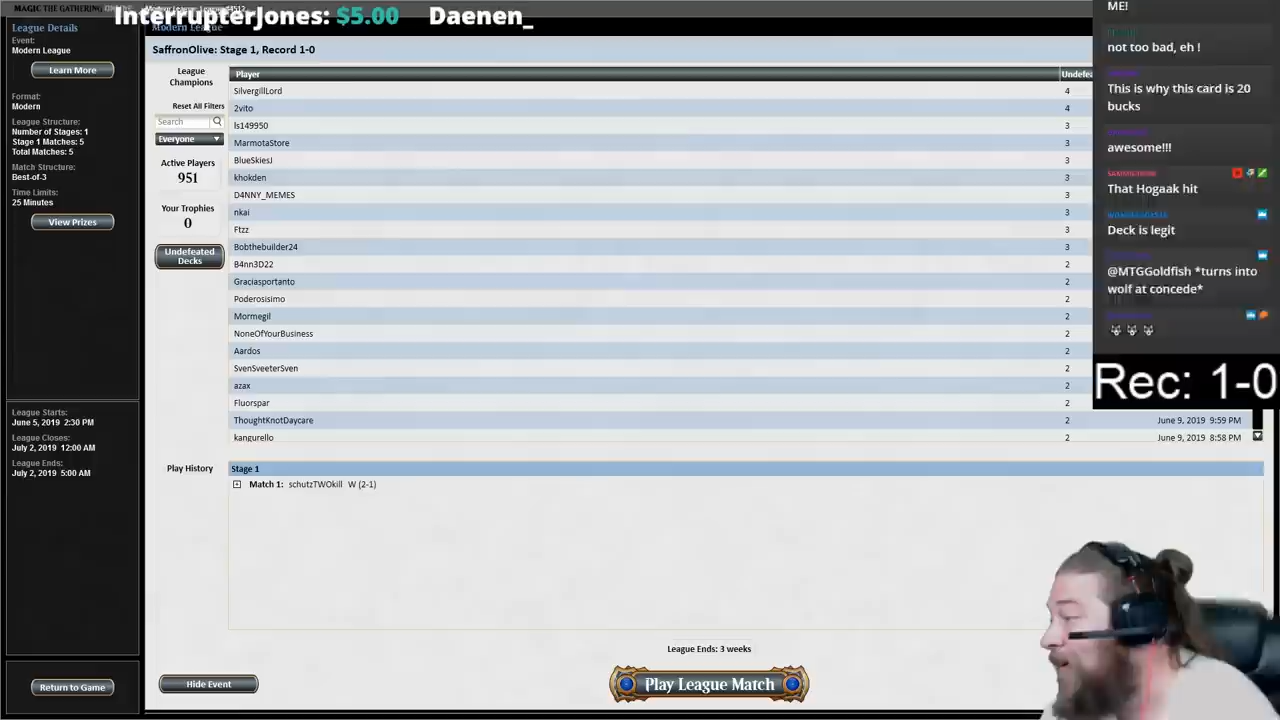 InterrupterJones: $5.00 Daenen_
MAGIC THE GATHERING
Modern League
League Details
Event:
Modern League
Learn More
Format:
Modern
League Structure:
Number of Stages: 1
Stage 1 Matches: 5
Total Matches: 5
Match Structure:
Best-of-3
Time Limits:
25 Minutes
View Prizes
League Starts:
June 5, 2019 2:30 PM
League Closes:
July 2, 2019 12:00 AM
League Ends:
July 2, 2019 5:00 AM
Return to Game
SaffronOlive: Stage 1, Record 1-0
League
Champions
Reset All Filters
Search
Everyone
Active Players
951
Your Trophies
0
Undefeated
Decks
Player Undefea
SilvergillLord 4
2vito 4
ls149950 3
MarmotaStore 3
BlueSkiesJ 3
khokden 3
D4NNY_MEMES 3
nkai 3
Ftzz 3
Bobthebuilder24 3
B4nn3D22 2
Graciasportanto 2
Poderosisimo 2
Mormegil 2
NoneOfYourBusiness 2
Aardos 2
SvenSveeterSven 2
azax 2
Fluorspar 2
ThoughtKnotDaycare 2 June 9, 2019 9:59 PM
kangurello 2 June 9, 2019 8:58 PM
Play History
Stage 1
Match 1: schutzTWOkill W (2-1)
League Ends: 3 weeks
Hide Event
Play League Match
ME!
not too bad, eh !
This is why this card is 20
bucks
awesome!!!
That Hogaak hit
Deck is legit
@MTGGoldfish *turns into
wolf at concede*
Rec: 1-0